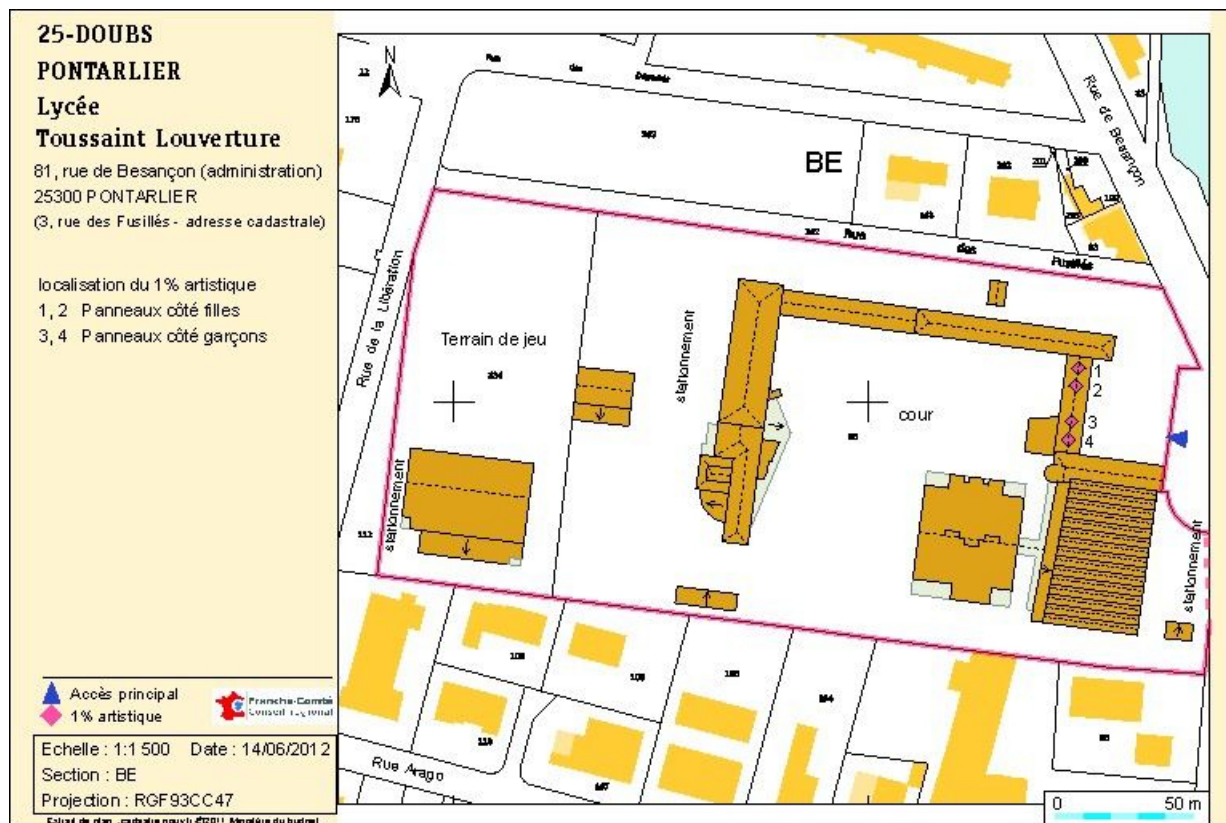 25-DOUBS
PONTARLIER
Lycée
Toussaint Louverture
81, rue de Besançon (administration)
25300 PONTARLIER
(3, rue des Fusillés - adresse cadastrale)
localisation du 1% artistique
1, 2 Panneaux côté filles
3, 4 Panneaux côté garçons
Accès principal
1% artistique
Franche-Comté
Conseil régional
Echelle : 1:1 500 Date : 14/06/2012
Section : BE
Projection : RGF93CC47
N
Rue de Besançon
BE
Rue des Fusillés
Rue de la Libération
Terrain de jeu
stationnement
cour
1
2
3
4
stationnement
stationnement
Rue Arago
0 50 m